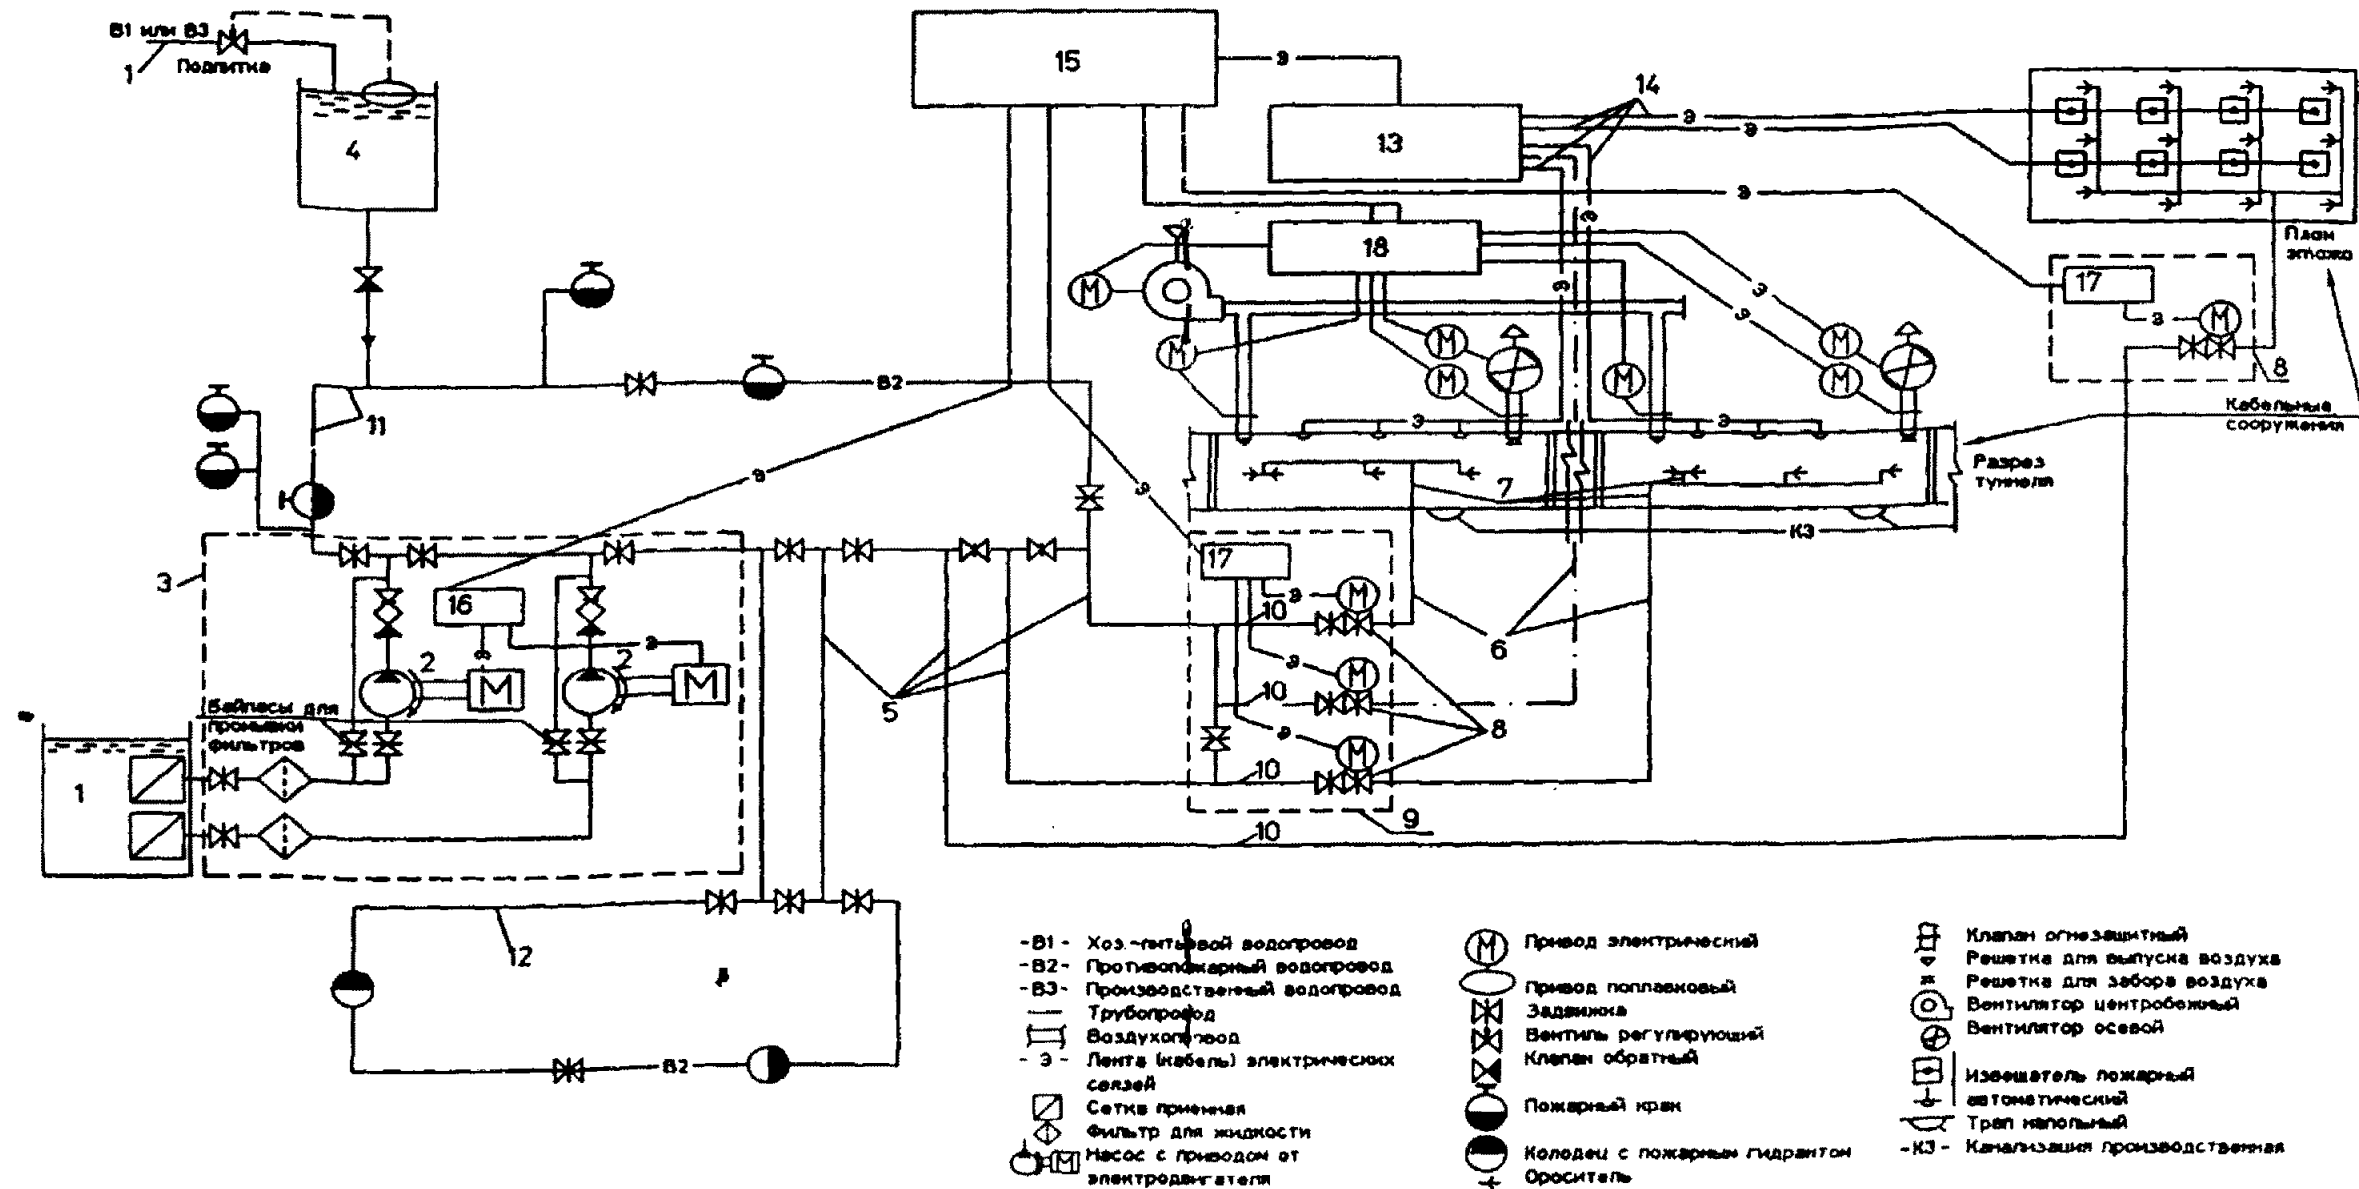 В1 или В3
1
Подпитка
4
15
Э
14
13
Э
Э
Э
Э
18
План
этажа
17
Э
М
8
М
М
М
М
М
М
М
Э
Э
Э
В2
11
Кабельные
сооружения
Э
Э
Разрез
туннеля
7
К3
Э
Э
3
16
17
Э
М
10
Э
2
2
М
М
Э
5
6
Э
М
10
Байпасы для
промывки
фильтров
8
Э
М
10
1
9
10
12
В2
-В1- Хоз.-питьевой водопровод
-В2- Противопожарный водопровод
-В3- Производственный водопровод
Трубопровод
Воздухопровод
- Э - Лента (кабель) электрических
связей
Сетка приемная
Фильтр для жидкости
Насос с приводом от
электродвигателя
М
М Привод электрический
Привод поплавковый
Задвижка
Вентиль регулирующий
Клапан обратный
Пожарный кран
Колодец с пожарным гидрантом
Ороситель
Клапан огнезащитный
Решетка для выпуска воздуха
Решетка для забора воздуха
Вентилятор центробежный
Вентилятор осевой
Извещатель пожарный
автоматический
Трап напольный
-К3- Канализация производственная